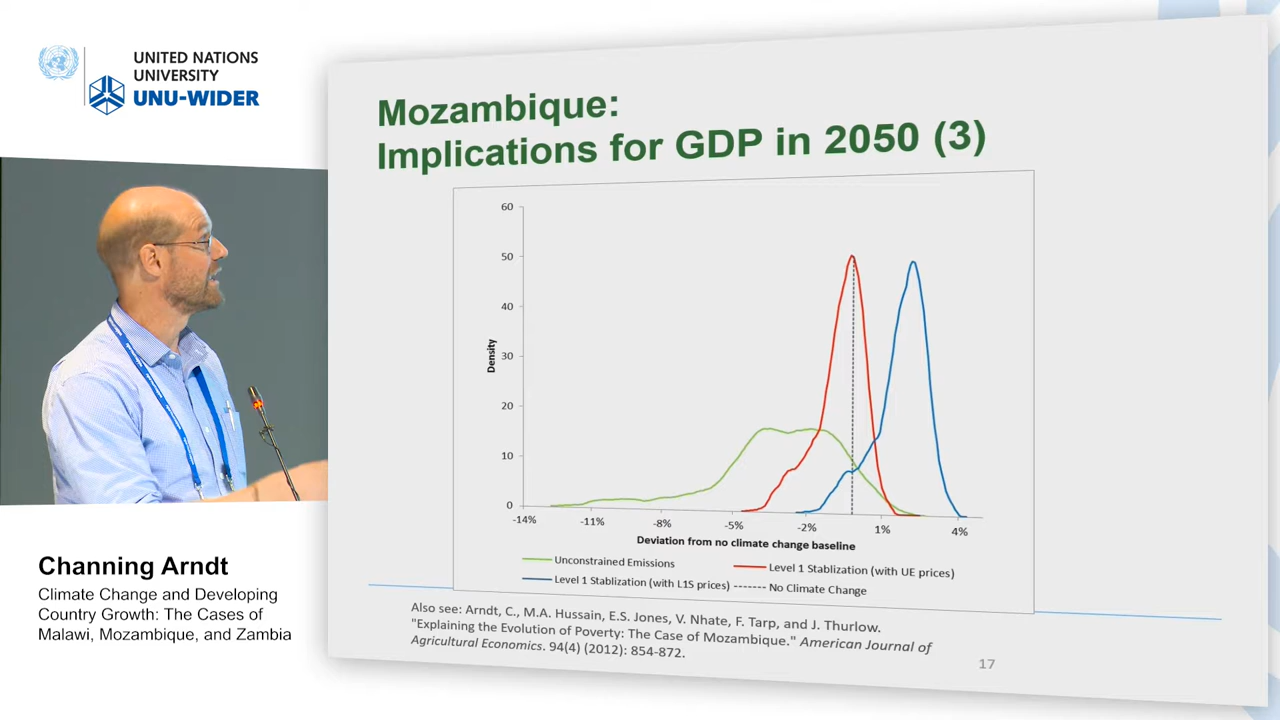 UNITED NATIONS
UNIVERSITY
UNU-WIDER
Mozambique:
Implications for GDP in 2050 (3)
60
50
40
30
20
10
0
Density
-14%
-11%
-8%
-5%
-2%
1%
4%
Deviation from no climate change baseline
Unconstrained Emissions
Level 1 Stablization (with UE prices)
Level 1 Stablization (with L1S prices)
No Climate Change
Also see: Arndt, C., M.A. Hussain, E.S. Jones, V. Nhate, F. Tarp, and J. Thurlow.
"Explaining the Evolution of Poverty: The Case of Mozambique." American Journal of
Agricultural Economics. 94(4) (2012): 854-872.
17
Channing Arndt
Climate Change and Developing
Country Growth: The Cases of
Malawi, Mozambique, and Zambia